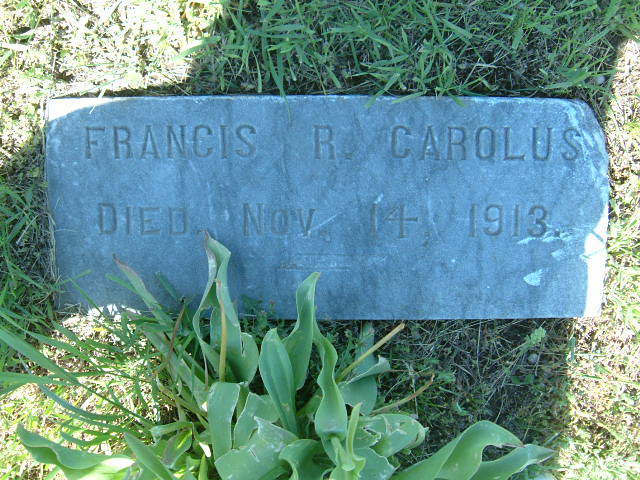 FRANCIS R. CAROLUS
DIED. NOV. 14, 1913.